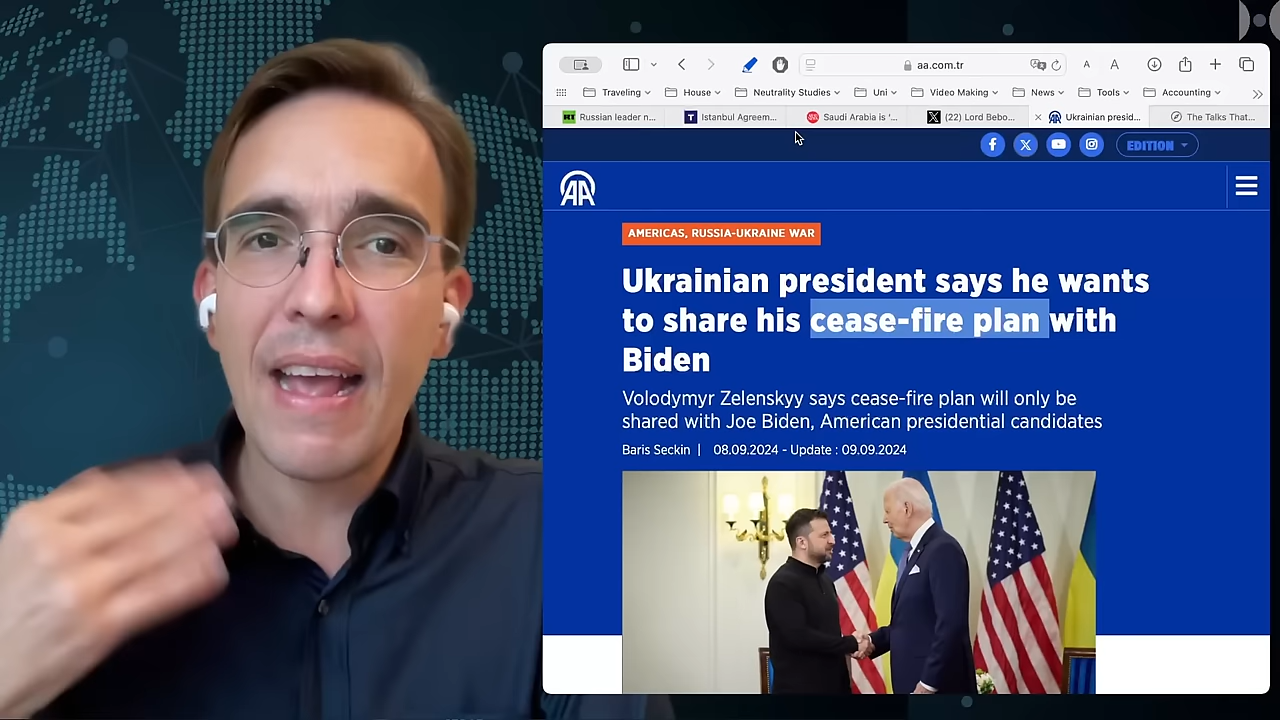 aa.com.tr
A
A
Traveling
House
Neutrality Studies
Uni
Video Making
News
Tools
Accounting
RT
Russian leader n...
T
Istanbul Agreem...
Saudi Arabia is '...
X
(22) Lord Bebo...
Ukrainian presid...
The Talks That...
EDITION
AA
AMERICAS, RUSSIA-UKRAINE WAR
Ukrainian president says he wants
to share his cease-fire plan with
Biden
Volodymyr Zelenskyy says cease-fire plan will only be
shared with Joe Biden, American presidential candidates
Baris Seckin | 08.09.2024 - Update : 09.09.2024